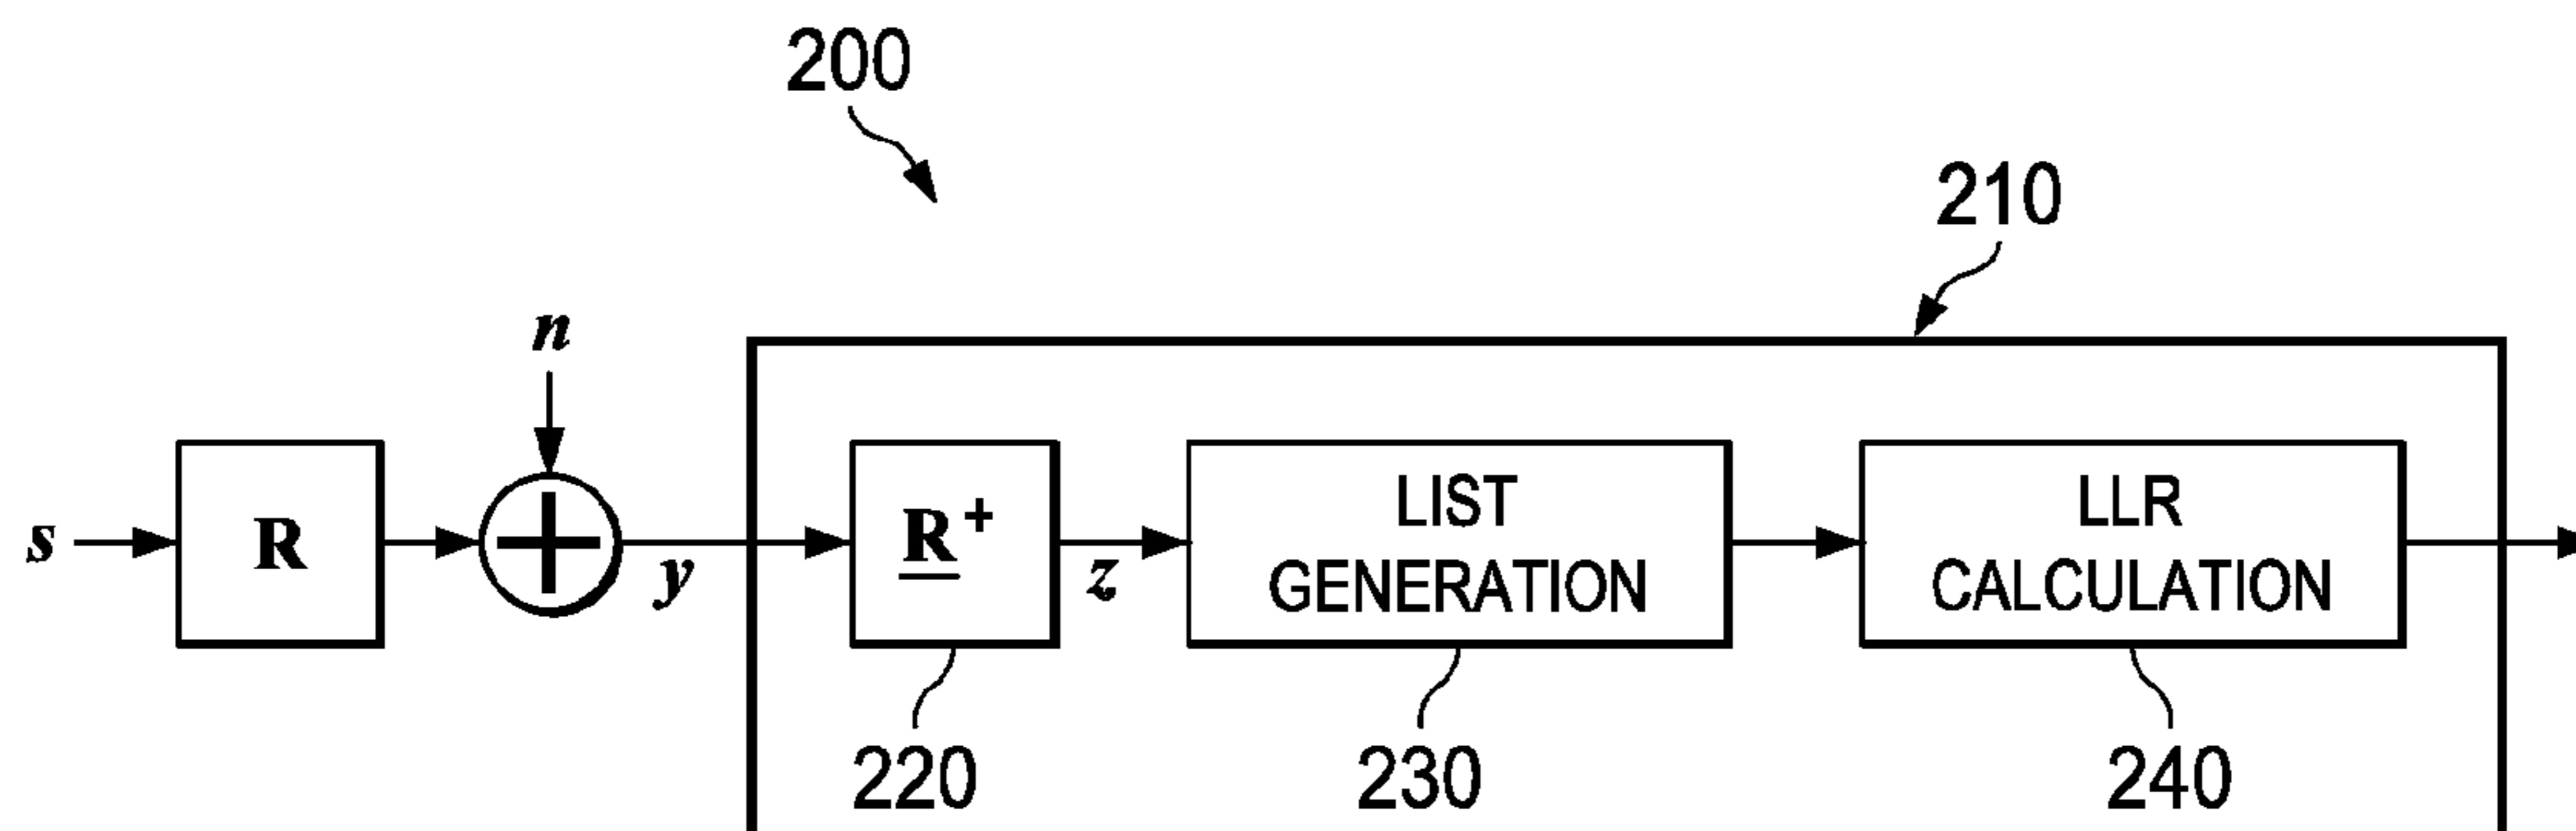 200
210
n
s
R
y
R⁺
z
LIST
GENERATION
LLR
CALCULATION
220
230
240